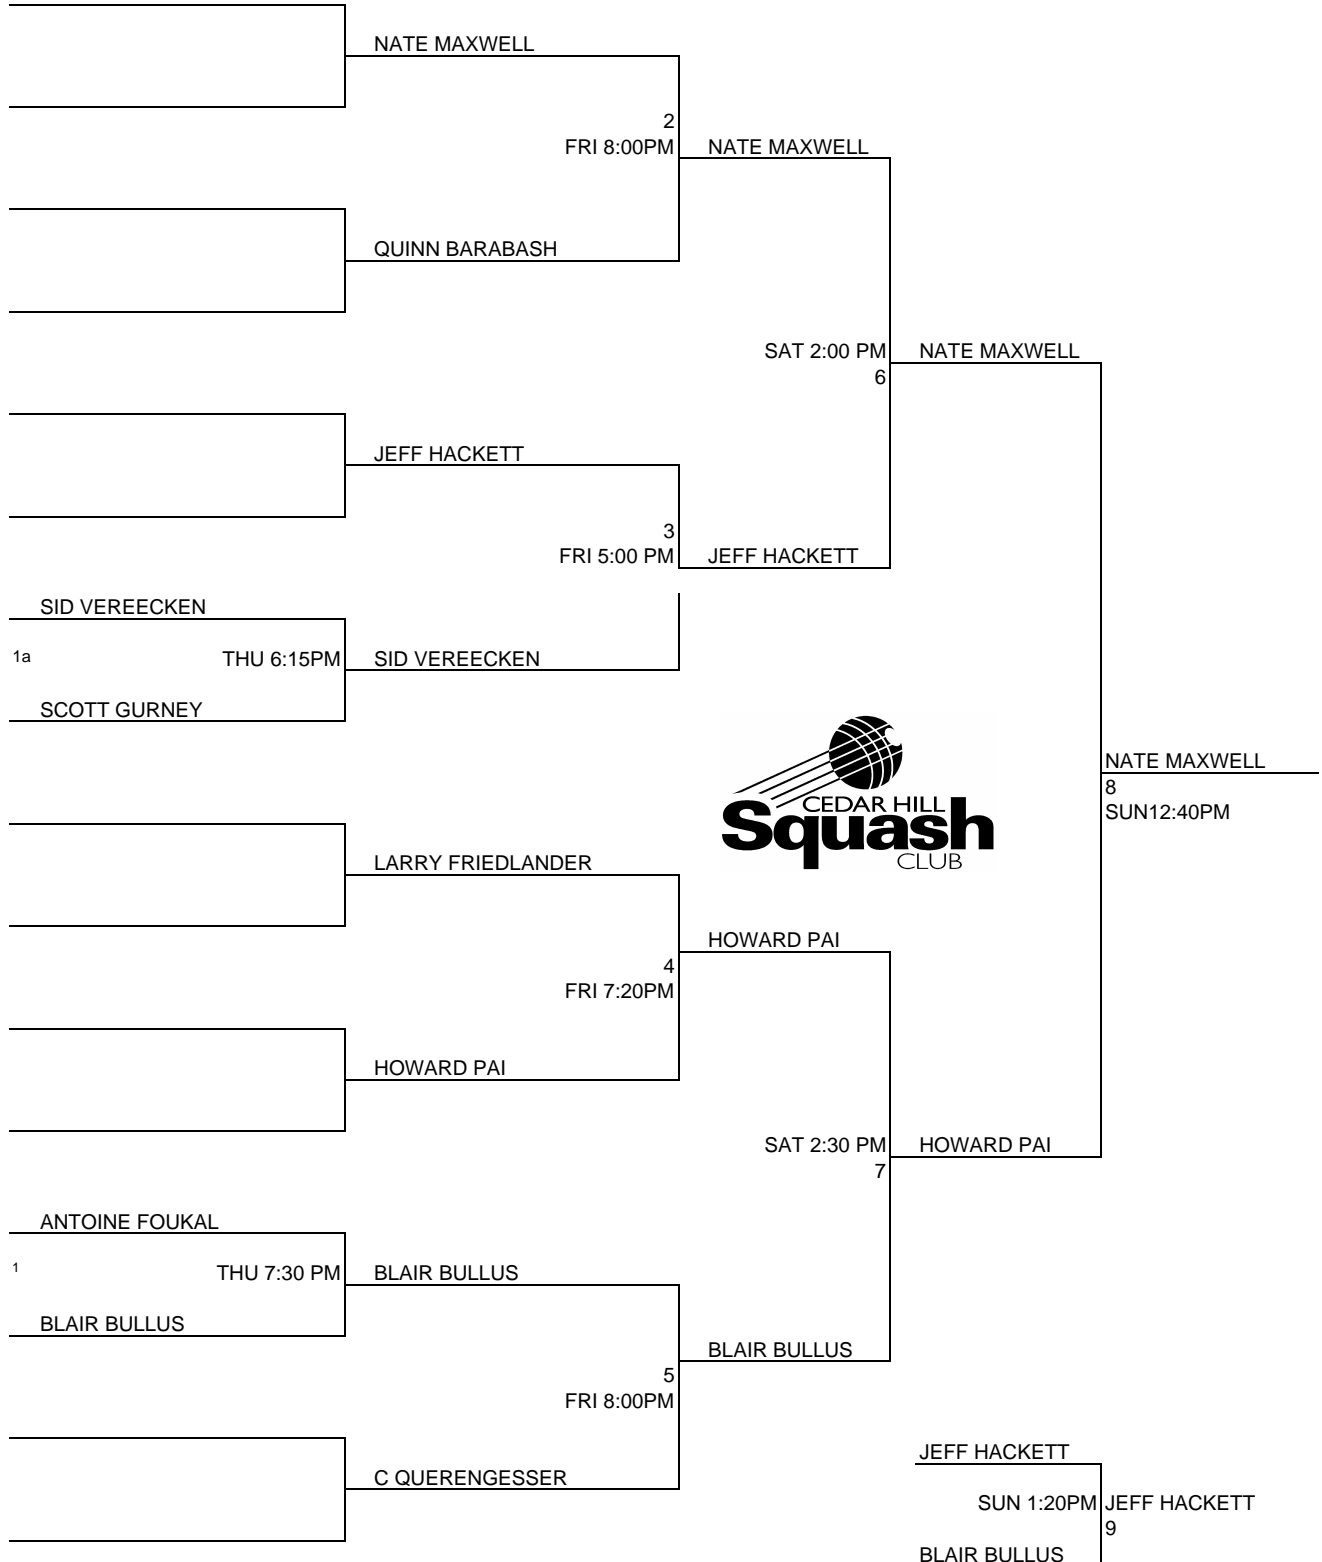 NATE MAXWELL
2
FRI 8:00PM
NATE MAXWELL
QUINN BARABASH
SAT 2:00 PM
NATE MAXWELL
6
JEFF HACKETT
3
FRI 5:00 PM
JEFF HACKETT
SID VEREECKEN
1a
THU 6:15PM
SID VEREECKEN
SCOTT GURNEY
CEDAR HILL
Squash
CLUB
NATE MAXWELL
8
SUN12:40PM
LARRY FRIEDLANDER
HOWARD PAI
4
FRI 7:20PM
HOWARD PAI
SAT 2:30 PM
HOWARD PAI
7
ANTOINE FOUKAL
1
THU 7:30 PM
BLAIR BULLUS
BLAIR BULLUS
BLAIR BULLUS
5
FRI 8:00PM
C QUERENGESSER
JEFF HACKETT
SUN 1:20PM
JEFF HACKETT
9
BLAIR BULLUS